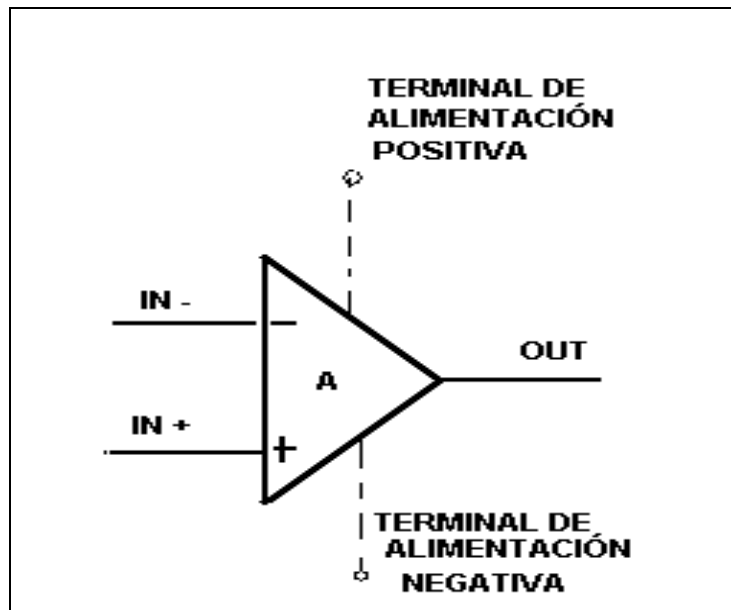 TERMINAL DE
ALIMENTACIÓN
POSITIVA
IN -
−
OUT
A
IN +
+
TERMINAL DE
ALIMENTACIÓN
NEGATIVA